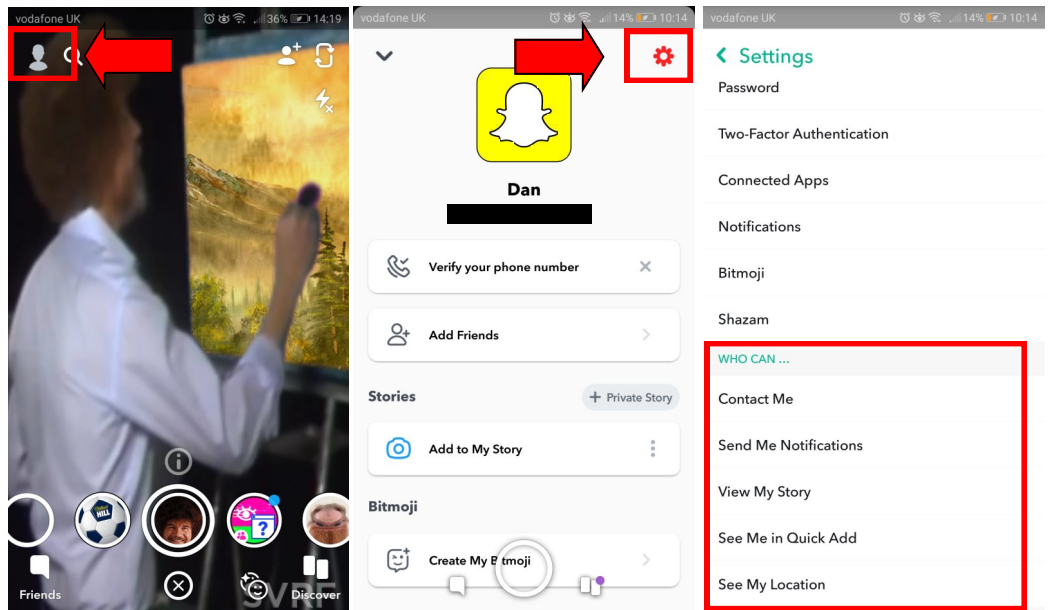 vodafone UK
36%
14:19
HILL
?
Friends
SVRF
Discover
vodafone UK
14%
10:14
Dan
Verify your phone number
Add Friends
Stories
+ Private Story
Add to My Story
Bitmoji
Create My B tmoji
vodafone UK
14%
10:14
Settings
Password
Two-Factor Authentication
Connected Apps
Notifications
Bitmoji
Shazam
WHO CAN ...
Contact Me
Send Me Notifications
View My Story
See Me in Quick Add
See My Location